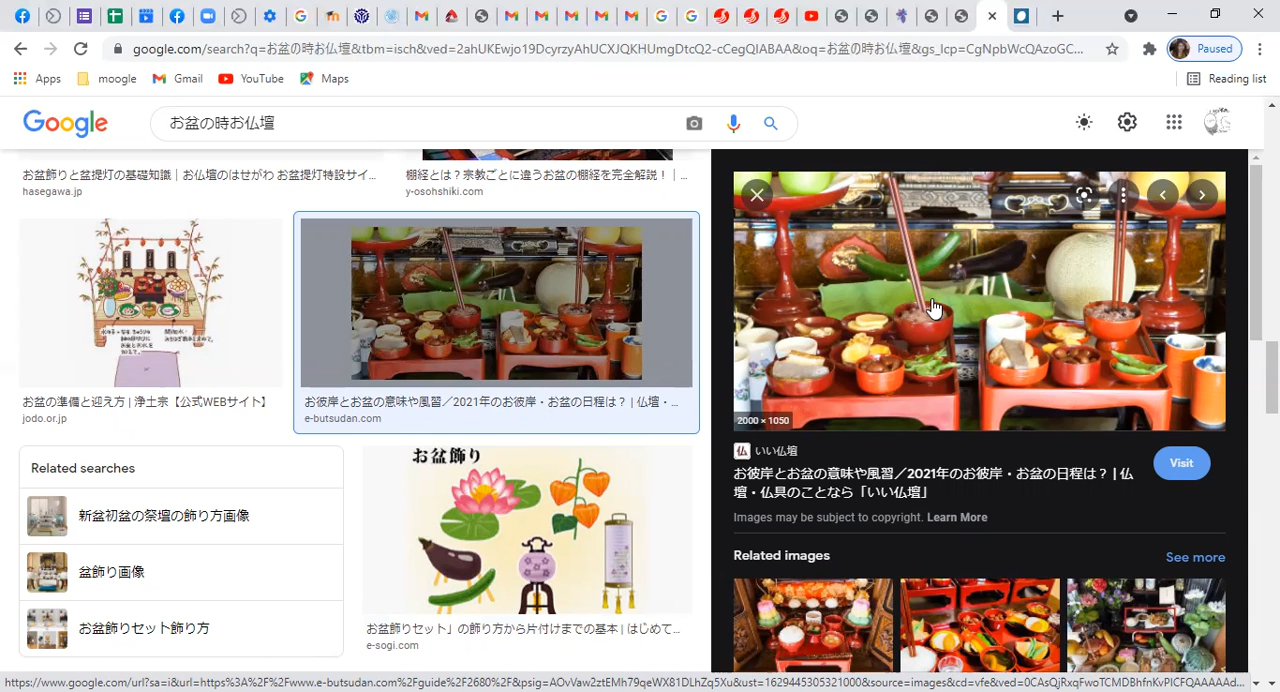 google.com/search?q=お盆の時お仏壇&tbm=isch&ved=2ahUKEwjo19DcyrzyAhUCXJQKHUmgDtcQ2-cCegQIABAA&oq=お盆の時お仏壇&gs_lcp=CgNpbWcQAzoGC...
Paused
Apps
moogle
Gmail
YouTube
Maps
Reading list
Google
お盆の時お仏壇
お盆飾りと盆提灯の基礎知識｜お仏壇のはせがわ お盆提灯特設サイ...
hasegawa.jp
棚経とは？宗教ごとに違うお盆の棚経を完全解説！｜...
y-osohshiki.com
お盆の準備と迎え方 | 浄土宗【公式WEBサイト】
jodo.or.jp
お彼岸とお盆の意味や風習／2021年のお彼岸・お盆の日程は？ | 仏壇・...
e-butsudan.com
2000 × 1050
仏 いい仏壇
お彼岸とお盆の意味や風習／2021年のお彼岸・お盆の日程は？ | 仏
壇・仏具のことなら「いい仏壇」
Visit
Images may be subject to copyright. Learn More
Related images
See more
Related searches
新盆初盆の祭壇の飾り方画像
盆飾り画像
お盆飾りセット飾り方
お盆飾り
お盆飾りセット」の飾り方から片付けまでの基本 | はじめて...
e-sogi.com
https://www.google.com/url?sa=i&url=https%3A%2F%2Fwww.e-butsudan.com%2Fguide%2F2680%2F&psig=AOvVaw2ztEMh79qeWX81DLhZq5Xu&ust=1629445305321000&source=images&cd=vfe&ved=0CAsQjRxqFwoTCMDBhfnKvPICFQAAAAAd...